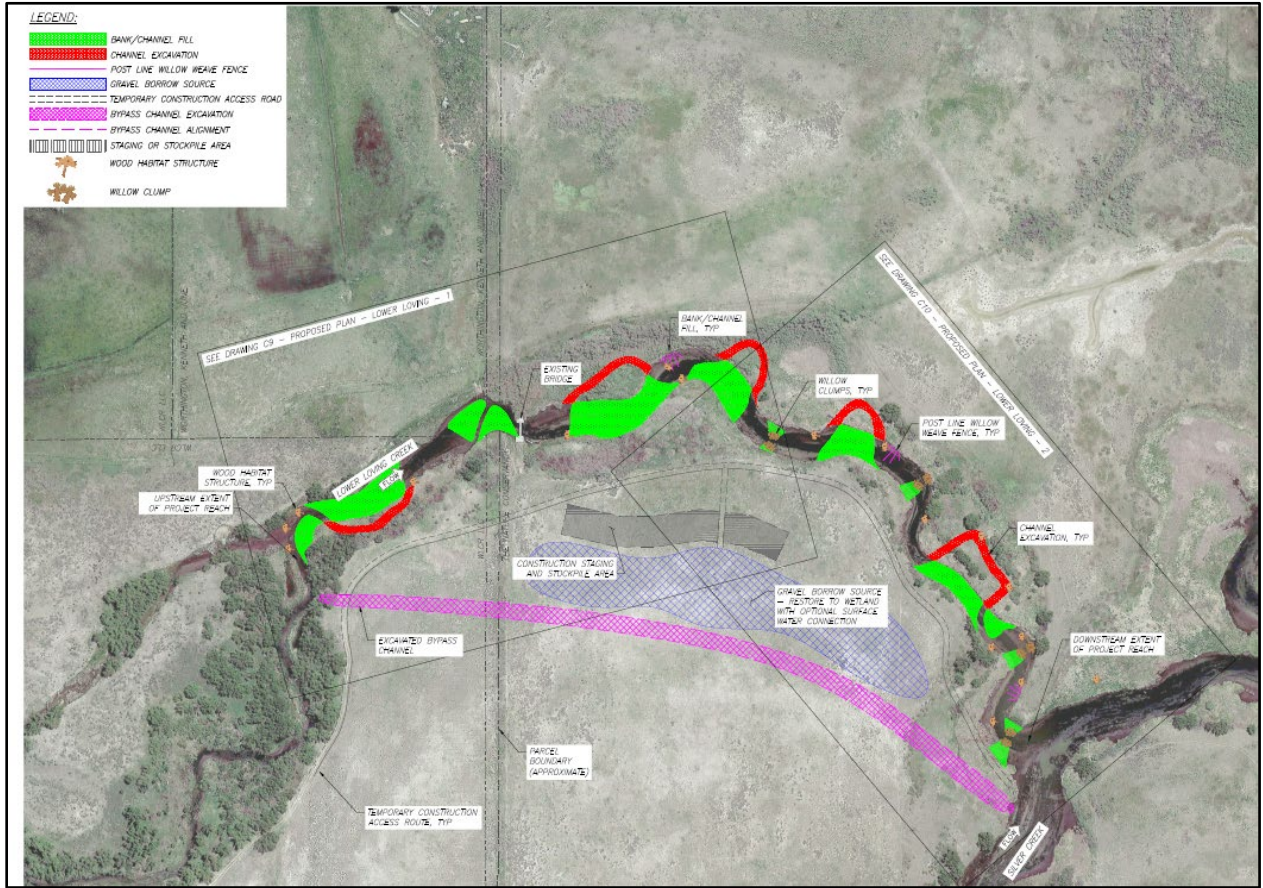 LEGEND:
BANK/CHANNEL FILL
CHANNEL EXCAVATION
POST LINE WILLOW WEAVE FENCE
GRAVEL BORROW SOURCE
TEMPORARY CONSTRUCTION ACCESS ROAD
BYPASS CHANNEL EXCAVATION
BYPASS CHANNEL ALIGNMENT
STAGING OR STOCKPILE AREA
WOOD HABITAT STRUCTURE
WILLOW CLUMP
SEE DRAWING C9 - PROPOSED PLAN - LOWER LOVING - 1
SEE DRAWING C10 - PROPOSED PLAN - LOWER LOVING - 2
BANK/CHANNEL
FILL, TYP
EXISTING
BRIDGE
WILLOW
CLUMPS, TYP
POST LINE WILLOW
WEAVE FENCE, TYP
LOWER LOVING CREEK
FLOW
WOOD HABITAT
STRUCTURE, TYP
UPSTREAM EXTENT
OF PROJECT REACH
CHANNEL
EXCAVATION, TYP
CONSTRUCTION STAGING
AND STOCKPILE AREA
GRAVEL BORROW SOURCE
- RESTORE TO WETLAND
WITH OPTIONAL SURFACE
WATER CONNECTION
EXCAVATED BYPASS
CHANNEL
DOWNSTREAM EXTENT
OF PROJECT REACH
PARCEL
BOUNDARY
(APPROXIMATE)
TEMPORARY CONSTRUCTION
ACCESS ROUTE, TYP
FLOW
SILVER CREEK